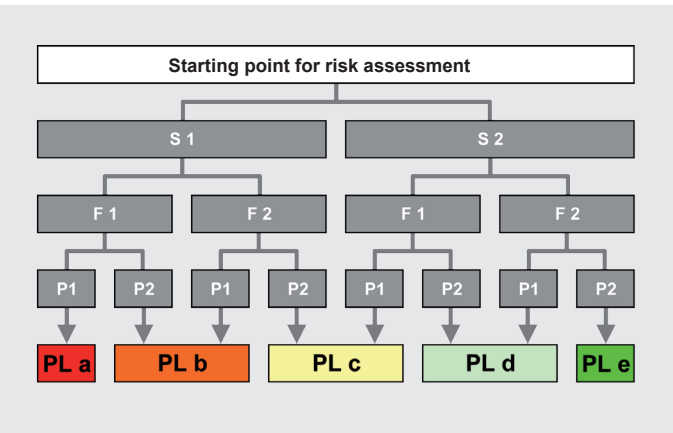 Starting point for risk assessment
S 1 S 2
F 1 F 2 F 1 F 2
P1 P2 P1 P2 P1 P2 P1 P2
PL a PL b PL c PL d PL e